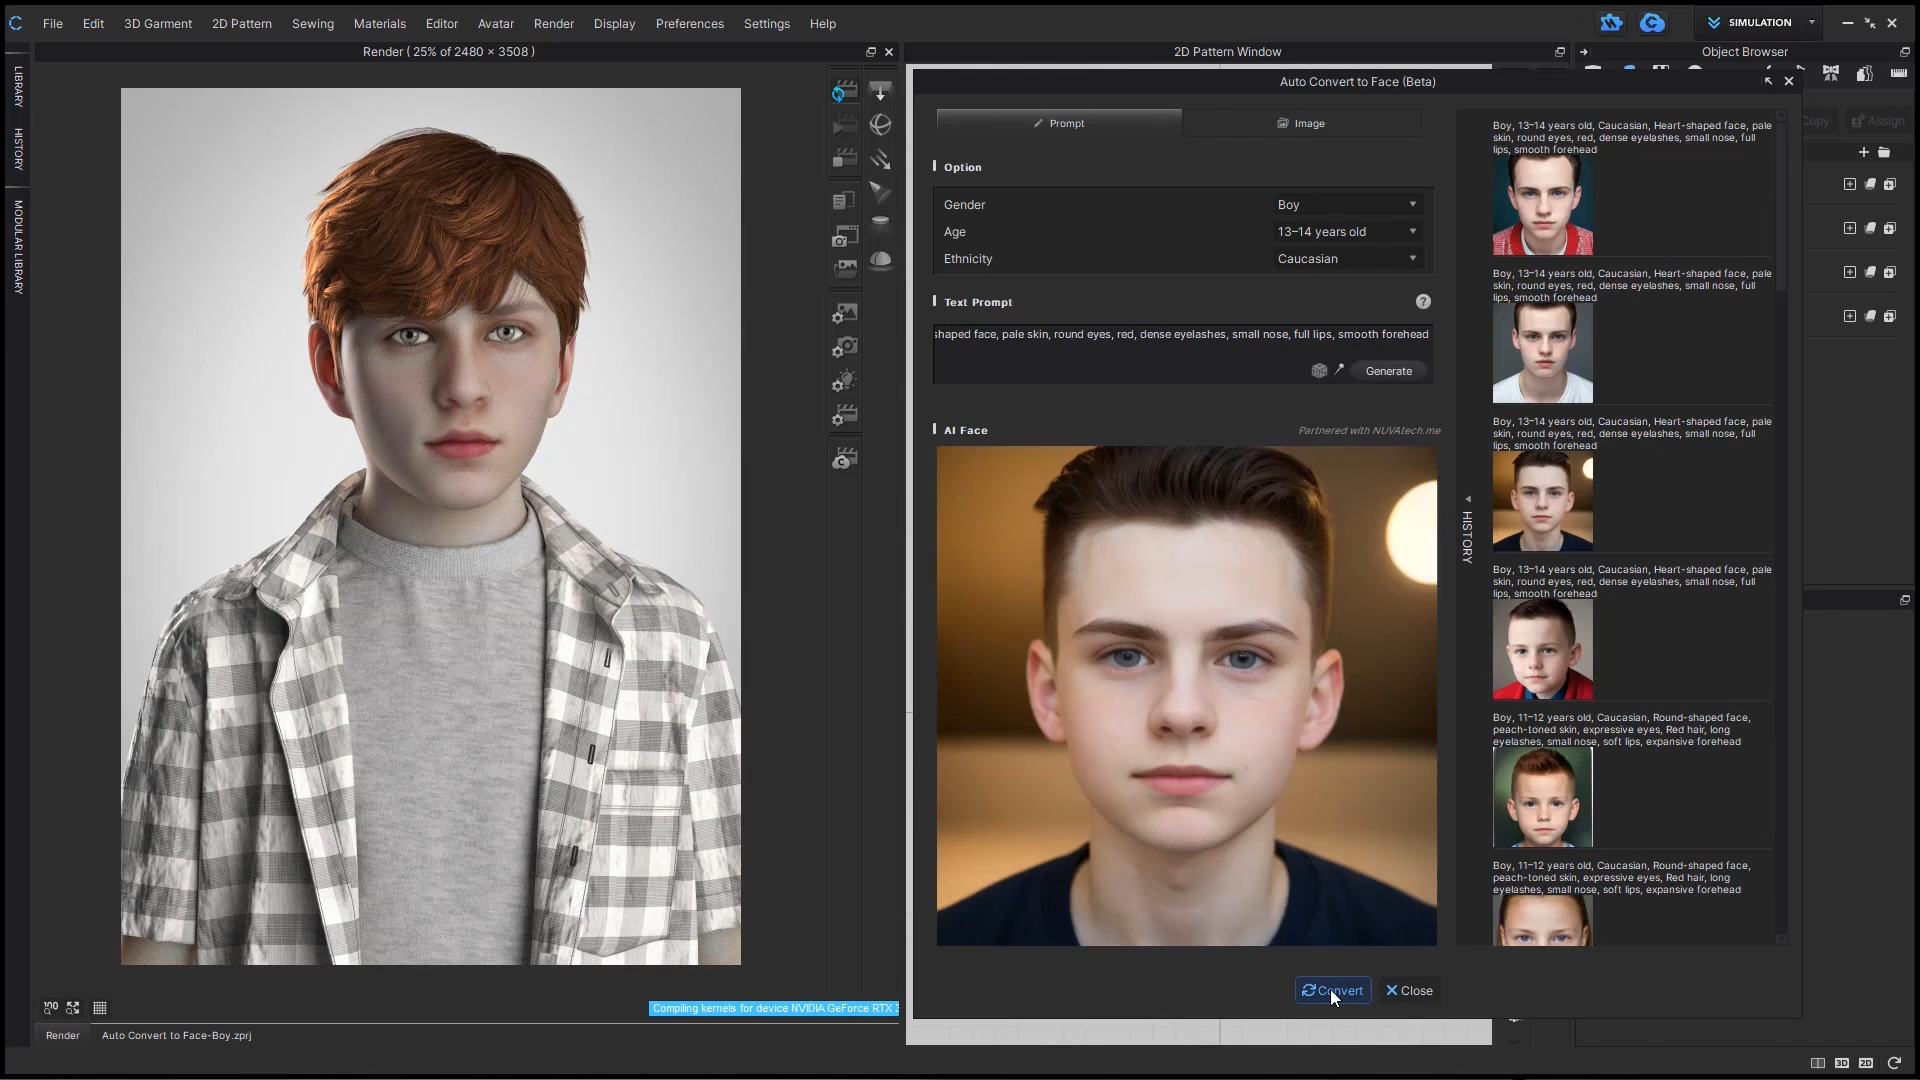 File Edit 3D Garment 2D Pattern Sewing Materials Editor Avatar Render Display Preferences Settings Help
SIMULATION
Render ( 25% of 2480 × 3508 )
2D Pattern Window
Object Browser
LIBRARY
HISTORY
MODULAR LIBRARY
Auto Convert to Face (Beta)
Prompt
Image
Copy
Assign
Option
Gender
Boy
Age
13–14 years old
Ethnicity
Caucasian
Text Prompt
?
shaped face, pale skin, round eyes, red, dense eyelashes, small nose, full lips, smooth forehead
Generate
AI Face
Partnered with NUVAtech.me
Convert
Close
HISTORY
Boy, 13–14 years old, Caucasian, Heart-shaped face, pale
skin, round eyes, red, dense eyelashes, small nose, full
lips, smooth forehead
Boy, 13–14 years old, Caucasian, Heart-shaped face, pale
skin, round eyes, red, dense eyelashes, small nose, full
lips, smooth forehead
Boy, 13–14 years old, Caucasian, Heart-shaped face, pale
skin, round eyes, red, dense eyelashes, small nose, full
lips, smooth forehead
Boy, 13–14 years old, Caucasian, Heart-shaped face, pale
skin, round eyes, red, dense eyelashes, small nose, full
lips, smooth forehead
Boy, 11–12 years old, Caucasian, Round-shaped face,
peach-toned skin, expressive eyes, Red hair, long
eyelashes, small nose, soft lips, expansive forehead
Boy, 11–12 years old, Caucasian, Round-shaped face,
peach-toned skin, expressive eyes, Red hair, long
eyelashes, small nose, soft lips, expansive forehead
100
Compiling kernels for device NVIDIA GeForce RTX
Render
Auto Convert to Face-Boy.zprj
3D
2D